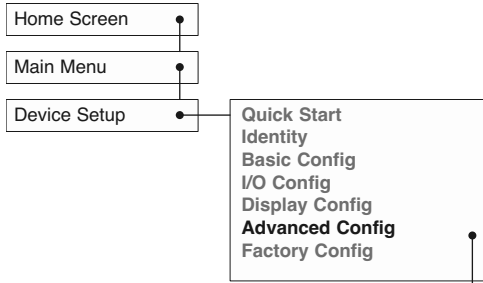 Home Screen
Main Menu
Device Setup
Quick Start
Identity
Basic Config
I/O Config
Display Config
Advanced Config
Factory Config